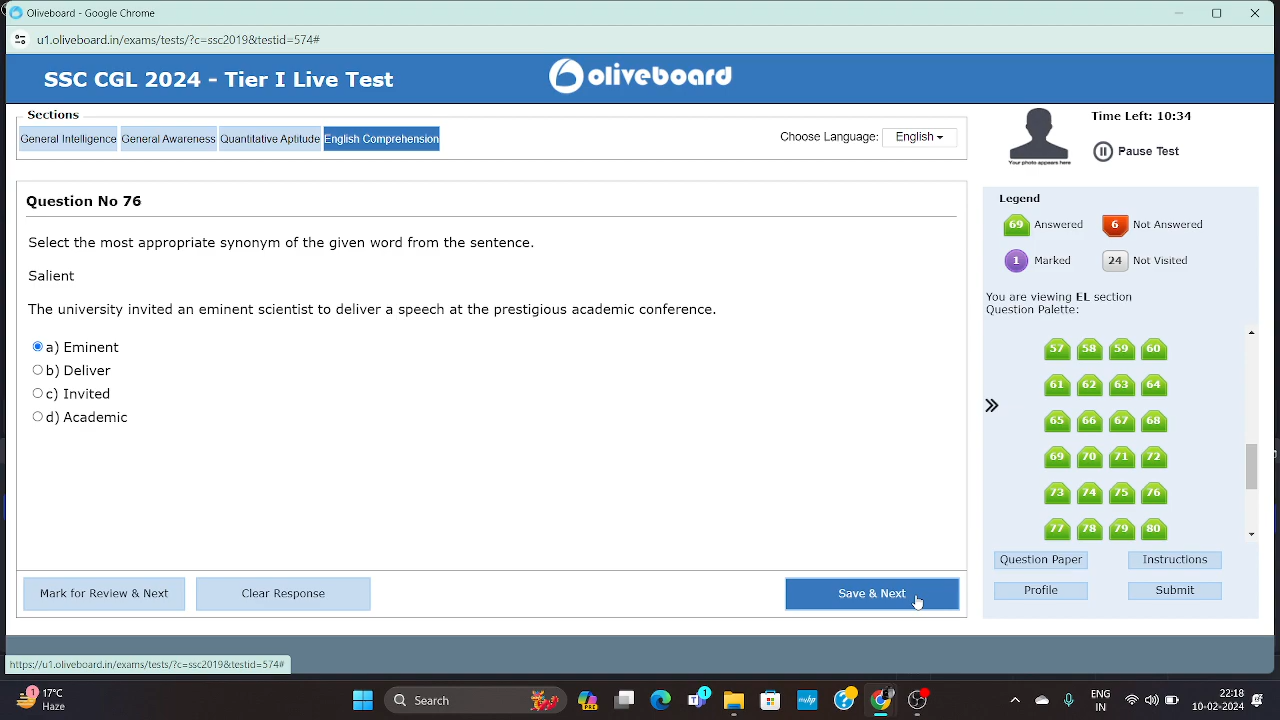 Oliveboard - Google Chrome
u1.oliveboard.in/exams/tests/?c=ssc2019&testid=574#
SSC CGL 2024 - Tier I Live Test
oliveboard
Sections
General Intelligence
General Awareness
Quantitative Aptitude
English Comprehension
Choose Language:
English
Your photo appears here
Time Left: 10:34
Pause Test
Question No 76
Select the most appropriate synonym of the given word from the sentence.
Salient
The university invited an eminent scientist to deliver a speech at the prestigious academic conference.
a) Eminent
b) Deliver
c) Invited
d) Academic
Mark for Review & Next
Clear Response
Save & Next
Legend
69 Answered
6 Not Answered
1 Marked
24 Not Visited
You are viewing EL section
Question Palette:
57 58 59 60
61 62 63 64
65 66 67 68
69 70 71 72
73 74 75 76
77 78 79 80
Question Paper
Instructions
Profile
Submit
https://u1.oliveboard.in/exams/tests/?c=ssc2019&testid=574#
1
17°C
Haze
Search
1
ENG
IN
22:18
10-02-2024